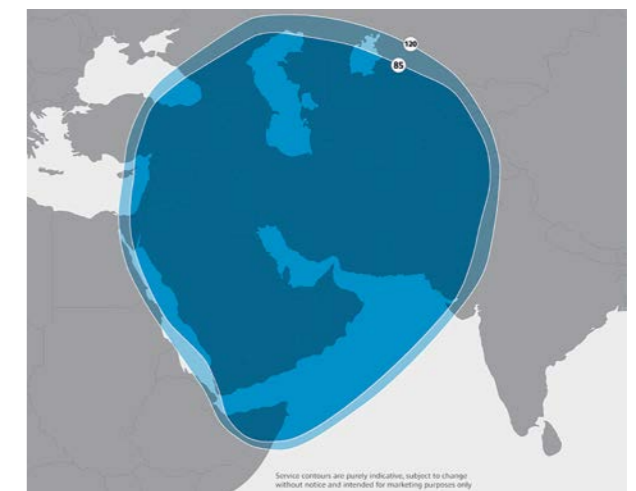 120
85
Service contours are purely indicative, subject to change
without notice and intended for marketing purposes only